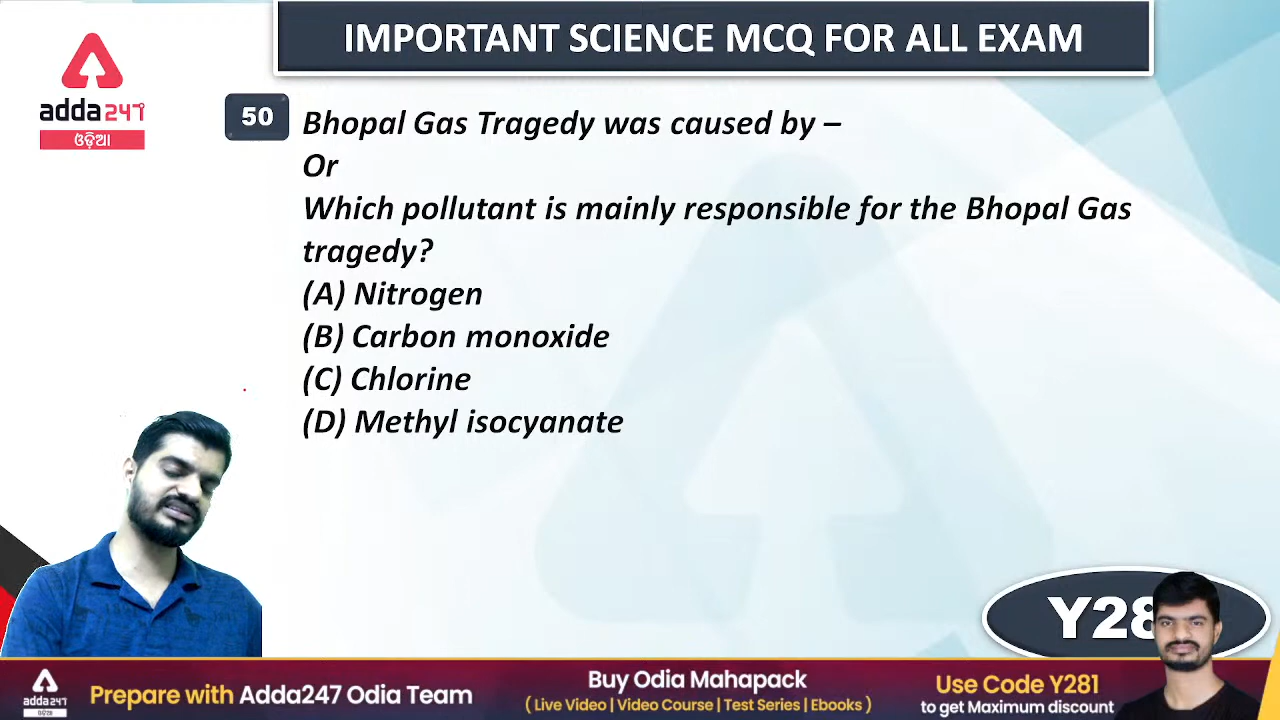 IMPORTANT SCIENCE MCQ FOR ALL EXAM
adda247
ଓଡ଼ିଆ
50
Bhopal Gas Tragedy was caused by –
Or
Which pollutant is mainly responsible for the Bhopal Gas
tragedy?
(A) Nitrogen
(B) Carbon monoxide
(C) Chlorine
(D) Methyl isocyanate
Y28
adda247
Prepare with Adda247 Odia Team
Buy Odia Mahapack
( Live Video | Video Course | Test Series | Ebooks )
Use Code Y281
to get Maximum discount